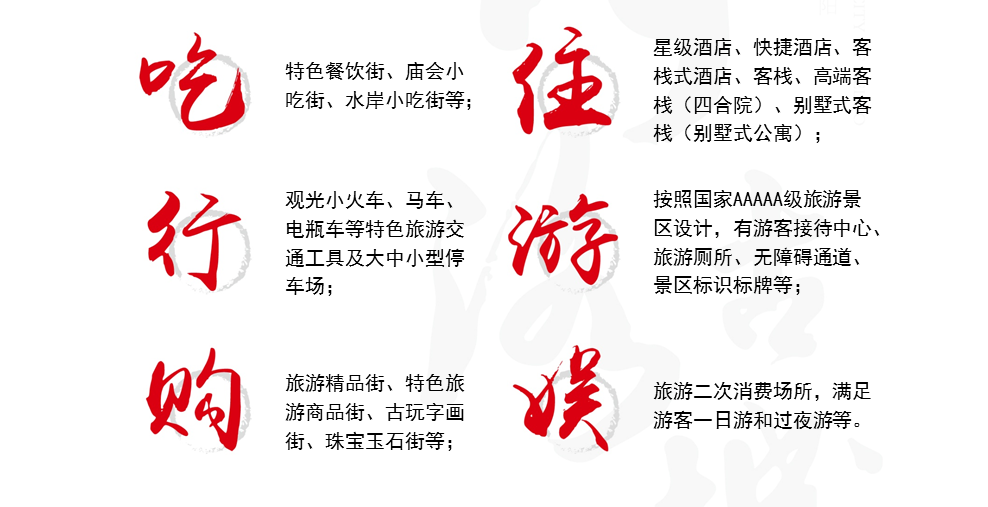 吃
特色餐饮街、庙会小
吃街、水岸小吃街等；
住
星级酒店、快捷酒店、客
栈式酒店、客栈、高端客
栈（四合院）、别墅式客
栈（别墅式公寓）；
行
观光小火车、马车、
电瓶车等特色旅游交
通工具及大中小型停
车场；
游
按照国家AAAAA级旅游景
区设计，有游客接待中心、
旅游厕所、无障碍通道、
景区标识标牌等；
购
旅游精品街、特色旅
游商品街、古玩字画
街、珠宝玉石街等；
娱
旅游二次消费场所，满足
游客一日游和过夜游等。